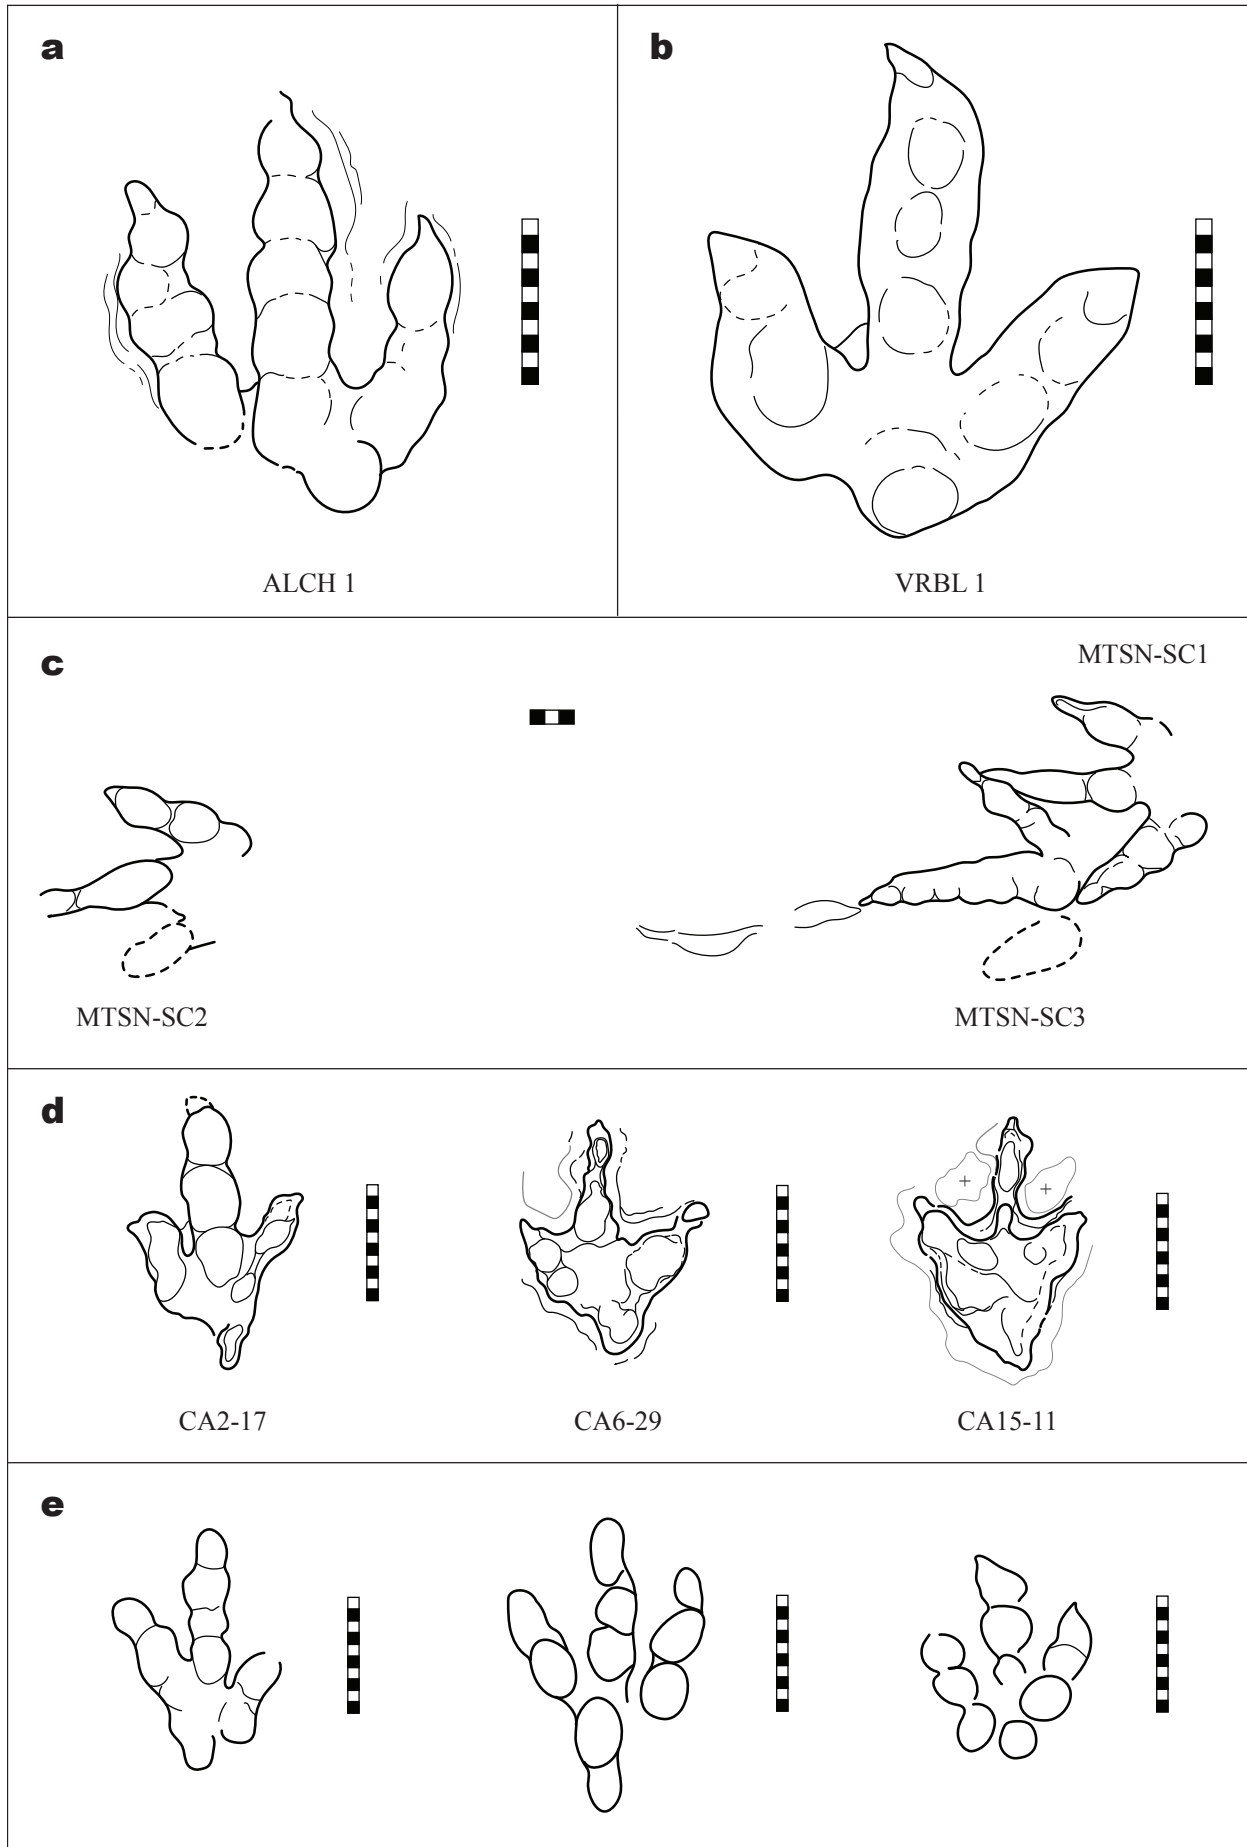 a
b
ALCH 1
VRBL 1
c
MTSN-SC1
MTSN-SC2
MTSN-SC3
d
CA2-17
CA6-29
CA15-11
e